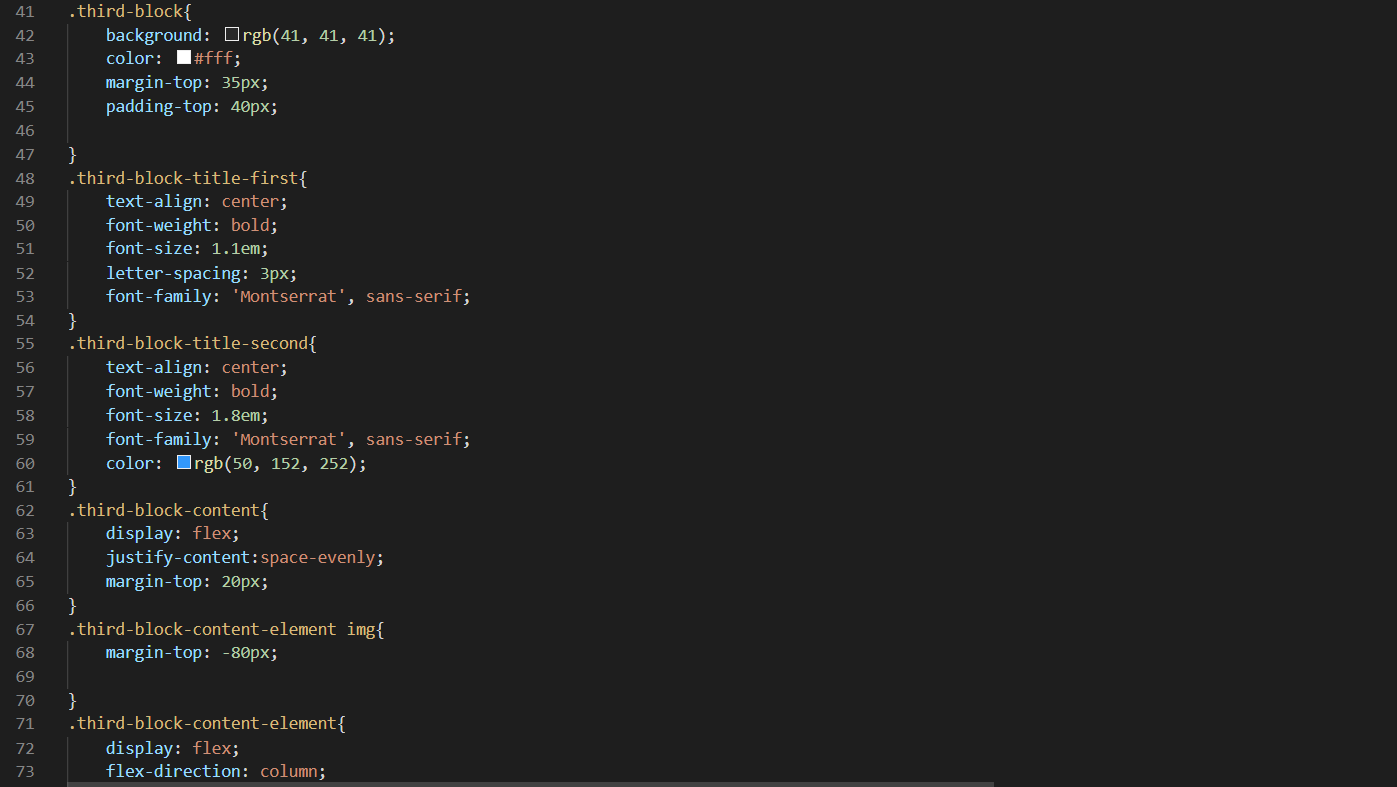 41 .third-block{
42 background: rgb(41, 41, 41);
43 color: #fff;
44 margin-top: 35px;
45 padding-top: 40px;
46
47 }
48 .third-block-title-first{
49 text-align: center;
50 font-weight: bold;
51 font-size: 1.1em;
52 letter-spacing: 3px;
53 font-family: 'Montserrat', sans-serif;
54 }
55 .third-block-title-second{
56 text-align: center;
57 font-weight: bold;
58 font-size: 1.8em;
59 font-family: 'Montserrat', sans-serif;
60 color: rgb(50, 152, 252);
61 }
62 .third-block-content{
63 display: flex;
64 justify-content:space-evenly;
65 margin-top: 20px;
66 }
67 .third-block-content-element img{
68 margin-top: -80px;
69
70 }
71 .third-block-content-element{
72 display: flex;
73 flex-direction: column;